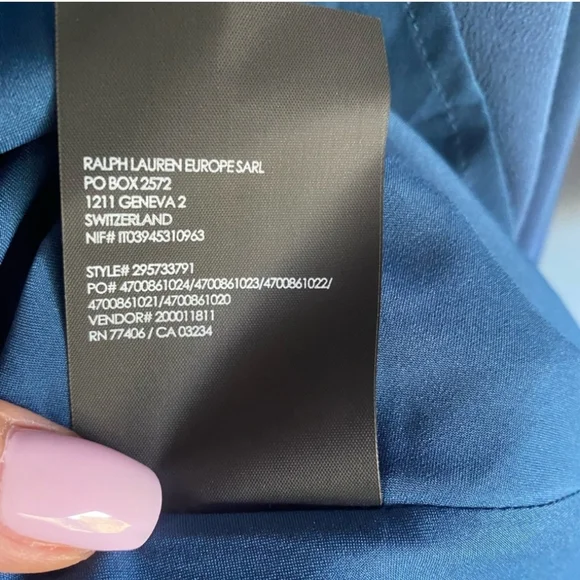 RALPH LAUREN EUROPE SARL
PO BOX 2572
1211 GENEVA 2
SWITZERLAND
NIF# IT03945310963
STYLE# 295733791
PO# 4700861024/4700861023/4700861022/
4700861021/4700861020
VENDOR# 200011811
RN 77406 / CA 03234